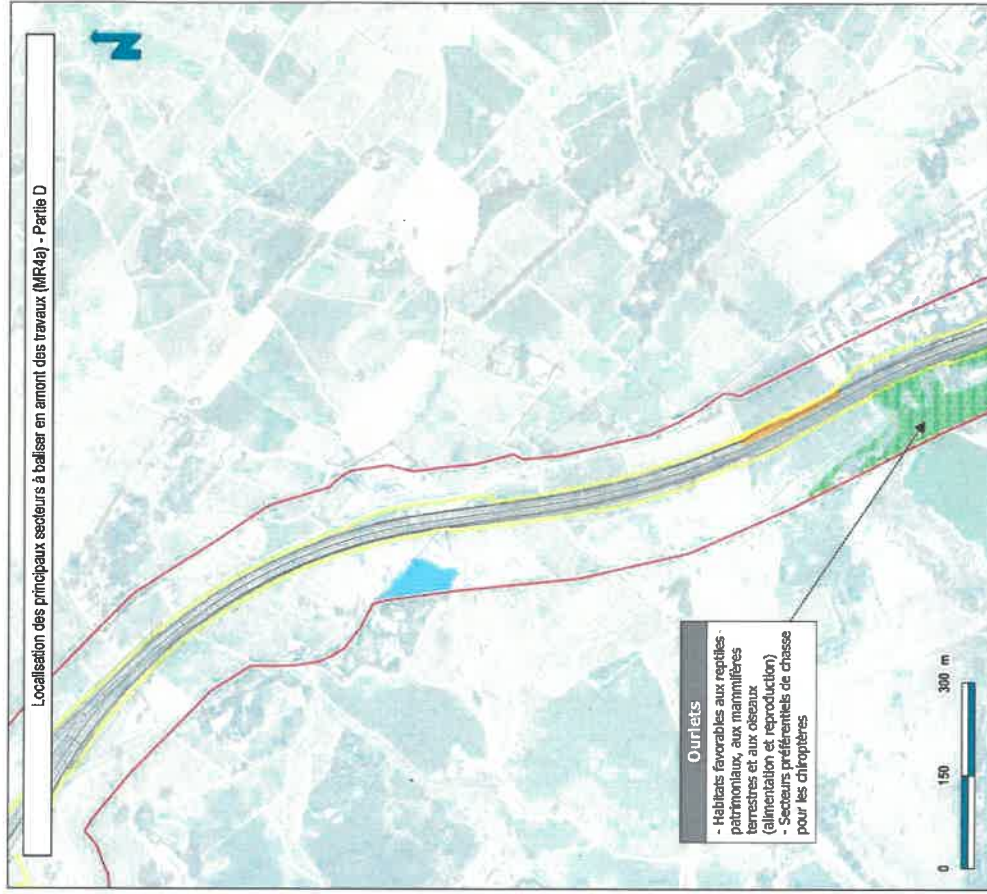 Localisation des principaux secteurs à baliser en amont des travaux (MR4a) - Partie D
N
Ourlets
- Habitats favorables aux reptiles
patrimoniaux, aux mammifères
terrestres et aux oiseaux
(alimentation et reproduction)
- Secteurs préférentiels de chasse
pour les chiroptères
0 150 300 m